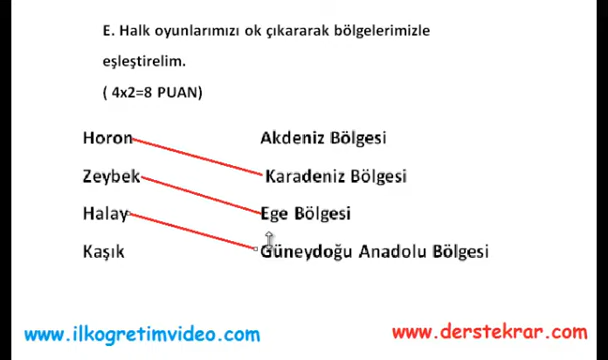 E. Halk oyunlarımızı ok çıkararak bölgelerimizle
eşleştirelim.
( 4x2=8 PUAN)
Horon Akdeniz Bölgesi
Zeybek Karadeniz Bölgesi
Halay Ege Bölgesi
Kaşık Güneydoğu Anadolu Bölgesi
www.ilkogretimvideo.com www.derstekrar.com